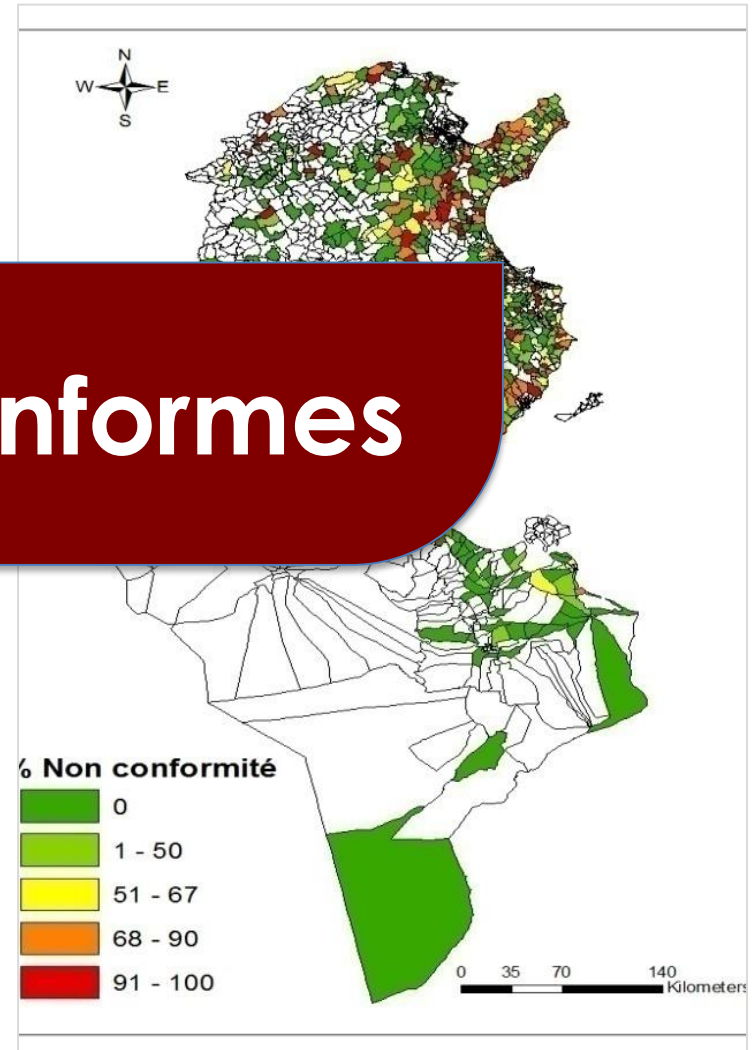 N
W E
S
nformes
% Non conformité
0
1 - 50
51 - 67
68 - 90
91 - 100
0 35 70 140
Kilometers